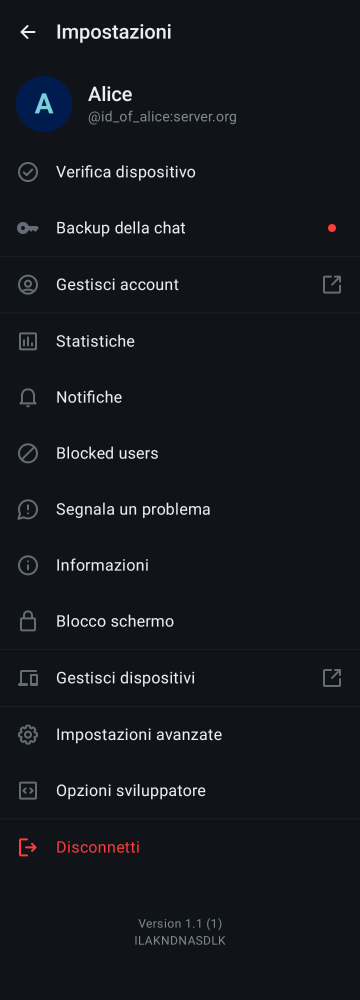 Impostazioni
A
Alice
@id_of_alice:server.org
Verifica dispositivo
Backup della chat
Gestisci account
Statistiche
Notifiche
Blocked users
Segnala un problema
Informazioni
Blocco schermo
Gestisci dispositivi
Impostazioni avanzate
Opzioni sviluppatore
Disconnetti
Version 1.1 (1)
ILAKNDNASDLK